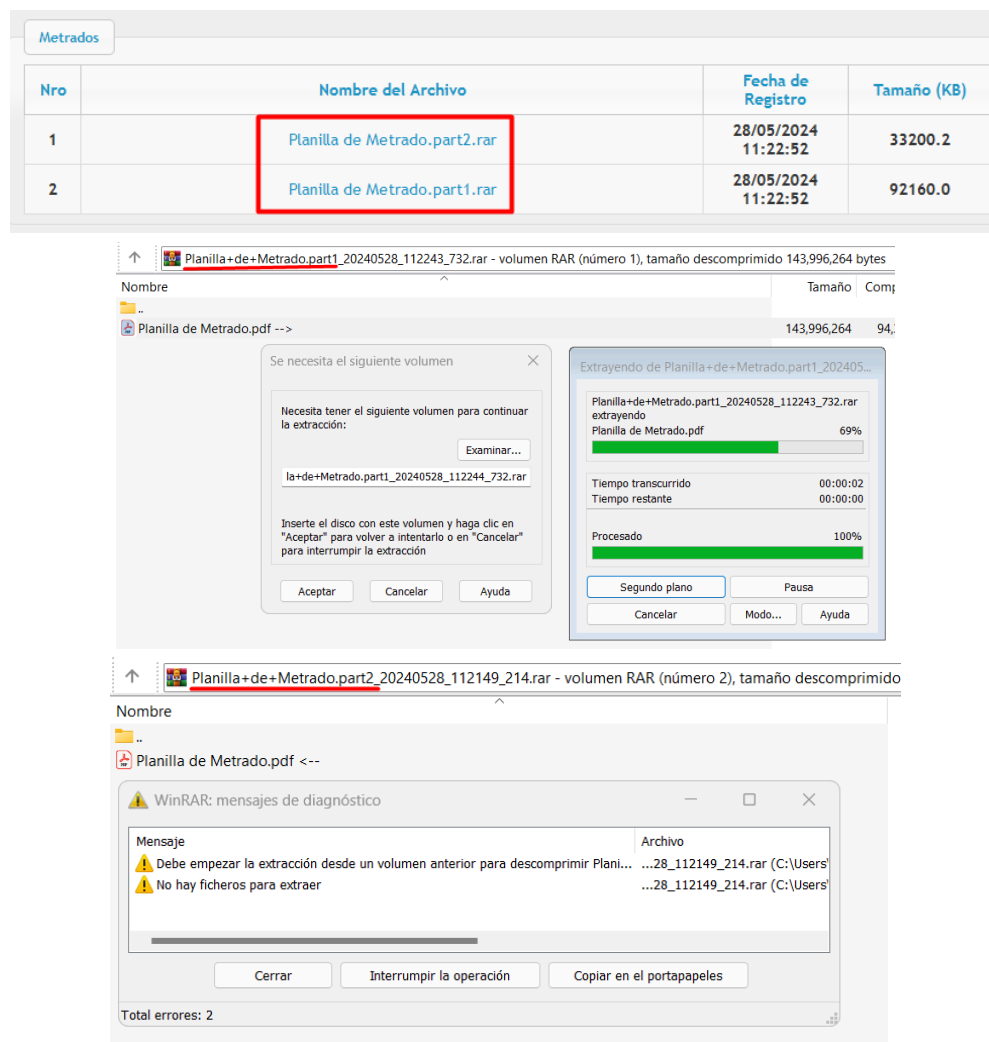 Metrados
Nro Nombre del Archivo Fecha de Registro Tamaño (KB)
1 Planilla de Metrado.part2.rar 28/05/2024 11:22:52 33200.2
2 Planilla de Metrado.part1.rar 28/05/2024 11:22:52 92160.0
Planilla+de+Metrado.part1_20240528_112243_732.rar - volumen RAR (número 1), tamaño descomprimido 143,996,264 bytes
Nombre Tamaño Comp
..
Planilla de Metrado.pdf --> 143,996,264 94,
Se necesita el siguiente volumen
Necesita tener el siguiente volumen para continuar
la extracción:
Examinar...
la+de+Metrado.part1_20240528_112244_732.rar
Inserte el disco con este volumen y haga clic en
"Aceptar" para volver a intentarlo o en "Cancelar"
para interrumpir la extracción
Aceptar Cancelar Ayuda
Extrayendo de Planilla+de+Metrado.part1_202405...
Planilla+de+Metrado.part1_20240528_112243_732.rar
extrayendo
Planilla de Metrado.pdf 69%
Tiempo transcurrido 00:00:02
Tiempo restante 00:00:00
Procesado 100%
Segundo plano Pausa
Cancelar Modo... Ayuda
Planilla+de+Metrado.part2_20240528_112149_214.rar - volumen RAR (número 2), tamaño descomprimido
Nombre
..
Planilla de Metrado.pdf <--
WinRAR: mensajes de diagnóstico
Mensaje Archivo
Debe empezar la extracción desde un volumen anterior para descomprimir Plani... ...28_112149_214.rar (C:\Users\
No hay ficheros para extraer ...28_112149_214.rar (C:\Users\
Cerrar Interrumpir la operación Copiar en el portapapeles
Total errores: 2